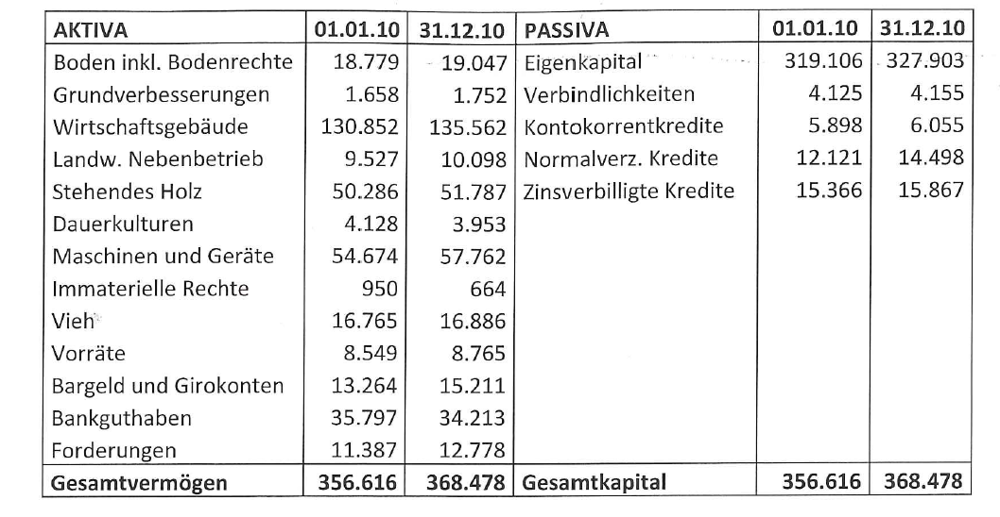 AKTIVA 01.01.10 31.12.10 PASSIVA 01.01.10 31.12.10
Boden inkl. Bodenrechte 18.779 19.047 Eigenkapital 319.106 327.903
Grundverbesserungen 1.658 1.752 Verbindlichkeiten 4.125 4.155
Wirtschaftsgebäude 130.852 135.562 Kontokorrentkredite 5.898 6.055
Landw. Nebenbetrieb 9.527 10.098 Normalverz. Kredite 12.121 14.498
Stehendes Holz 50.286 51.787 Zinsverbilligte Kredite 15.366 15.867
Dauerkulturen 4.128 3.953
Maschinen und Geräte 54.674 57.762
Immaterielle Rechte 950 664
Vieh 16.765 16.886
Vorräte 8.549 8.765
Bargeld und Girokonten 13.264 15.211
Bankguthaben 35.797 34.213
Forderungen 11.387 12.778
Gesamtvermögen 356.616 368.478 Gesamtkapital 356.616 368.478